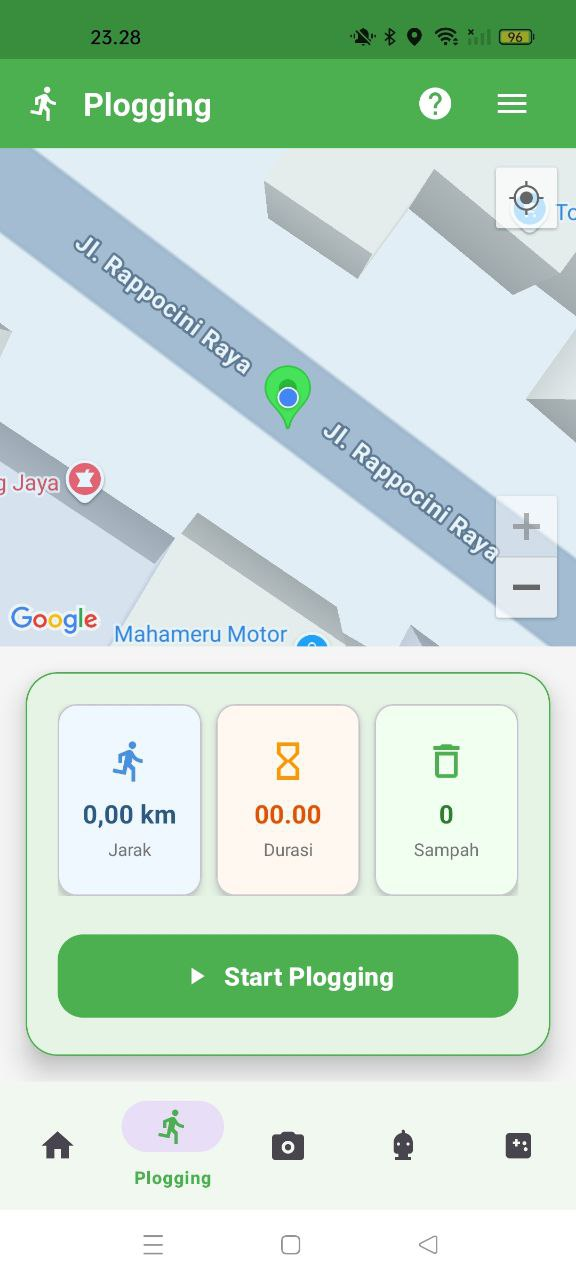 23.28
96
Plogging
To
Jl. Rappocini Raya
Jl. Rappocini Raya
g Jaya
Google
Mahameru Motor
0,00 km
00.00
0
Jarak
Durasi
Sampah
Start Plogging
Plogging